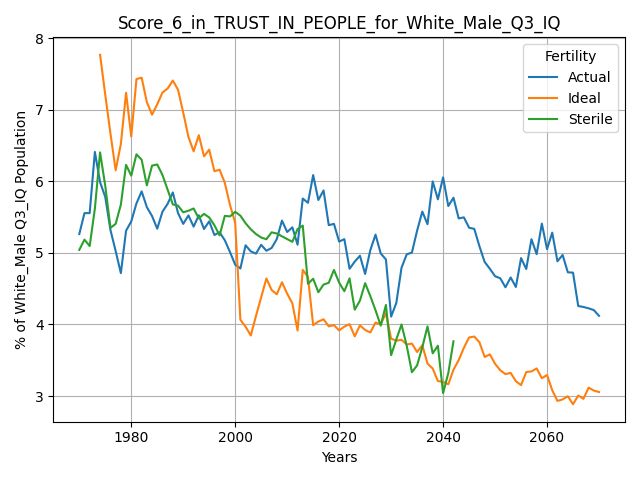 Score_6_in_TRUST_IN_PEOPLE_for_White_Male_Q3_IQ
Fertility
Actual
Ideal
Sterile
8
7
6
5
4
3
% of White_Male Q3_IQ Population
1980 2000 2020 2040 2060
Years